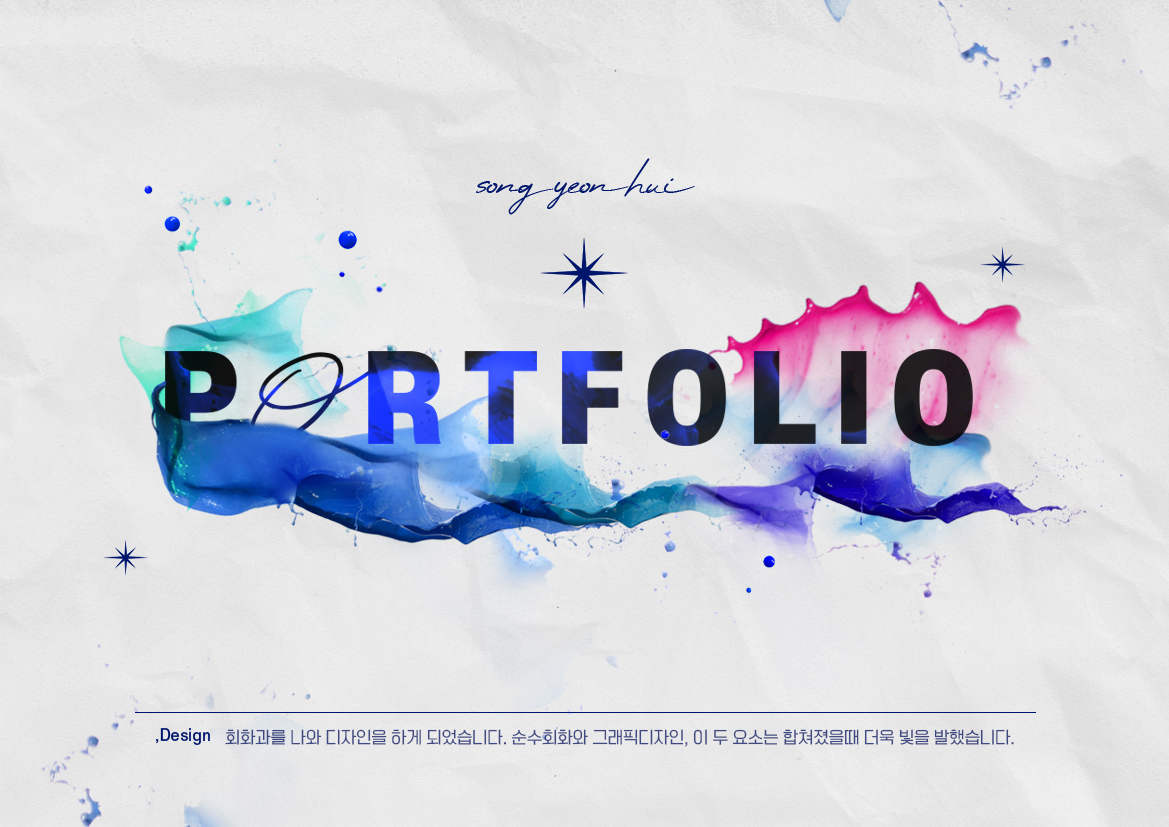 song yeon hui
PORTFOLIO
,Design 회화과를 나와 디자인을 하게 되었습니다. 순수회화와 그래픽디자인, 이 두 요소는 합쳐졌을때 더욱 빛을 발했습니다.